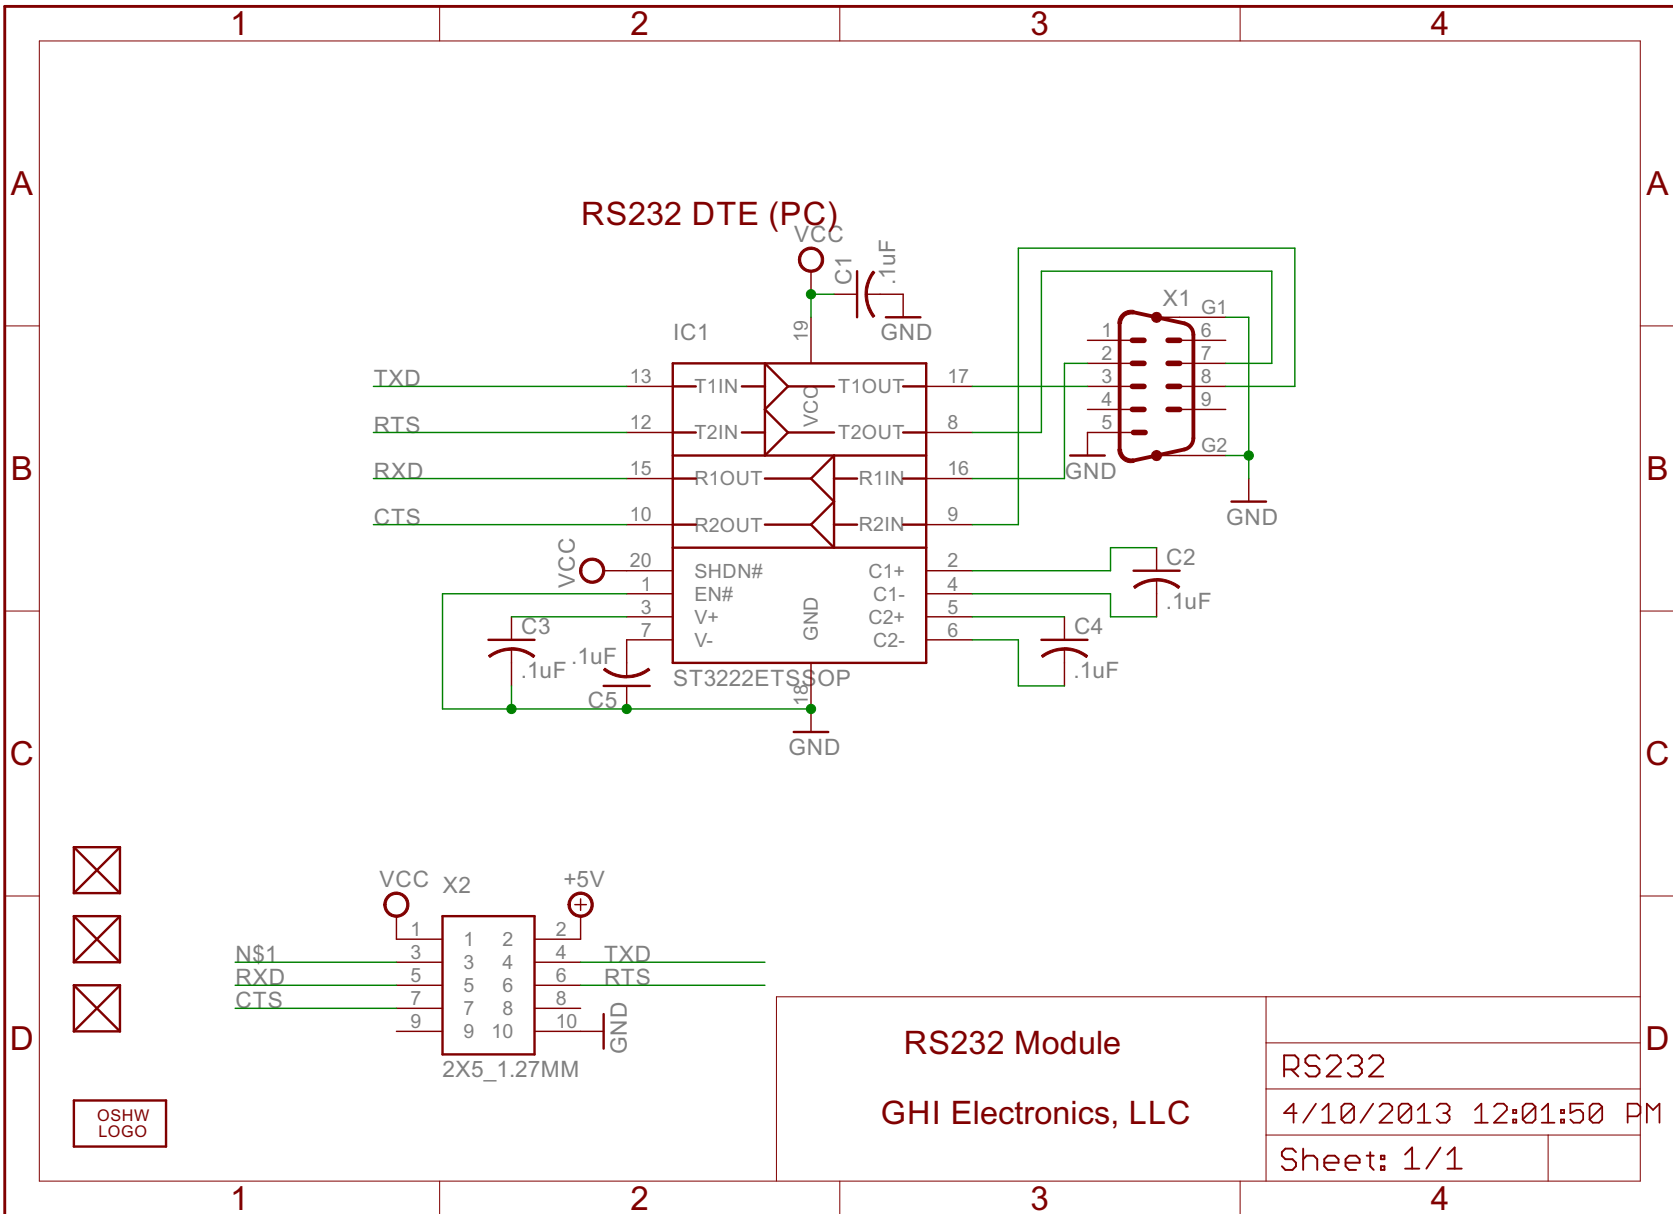 1 2 3 4
A A
RS232 DTE (PC)
VCC
C1
.1uF
GND
19
IC1
X1
G1
1 6
2 7
3 8
4 9
5
G2
GND
GND
TXD 13 T1IN T1OUT 17
VCC
RTS 12 T2IN T2OUT 8
B B
RXD 15 R1OUT R1IN 16
CTS 10 R2OUT R2IN 9
VCC 20 SHDN# C1+ 2
1 EN# C1- 4
3 V+ C2+ 5
7 V- C2- 6
GND
C2
.1uF
C3
.1uF
.1uF
C5
C4
.1uF
ST3222ETSSOP
18
GND
C C
VCC X2 +5V
1 1 2 2
N$1 3 3 4 4 TXD
RXD 5 5 6 6 RTS
CTS 7 7 8 8
9 9 10 10 GND
2X5_1.27MM
D D
OSHW
LOGO
RS232 Module
GHI Electronics, LLC
RS232
4/10/2013 12:01:50 PM
Sheet: 1/1
1 2 3 4